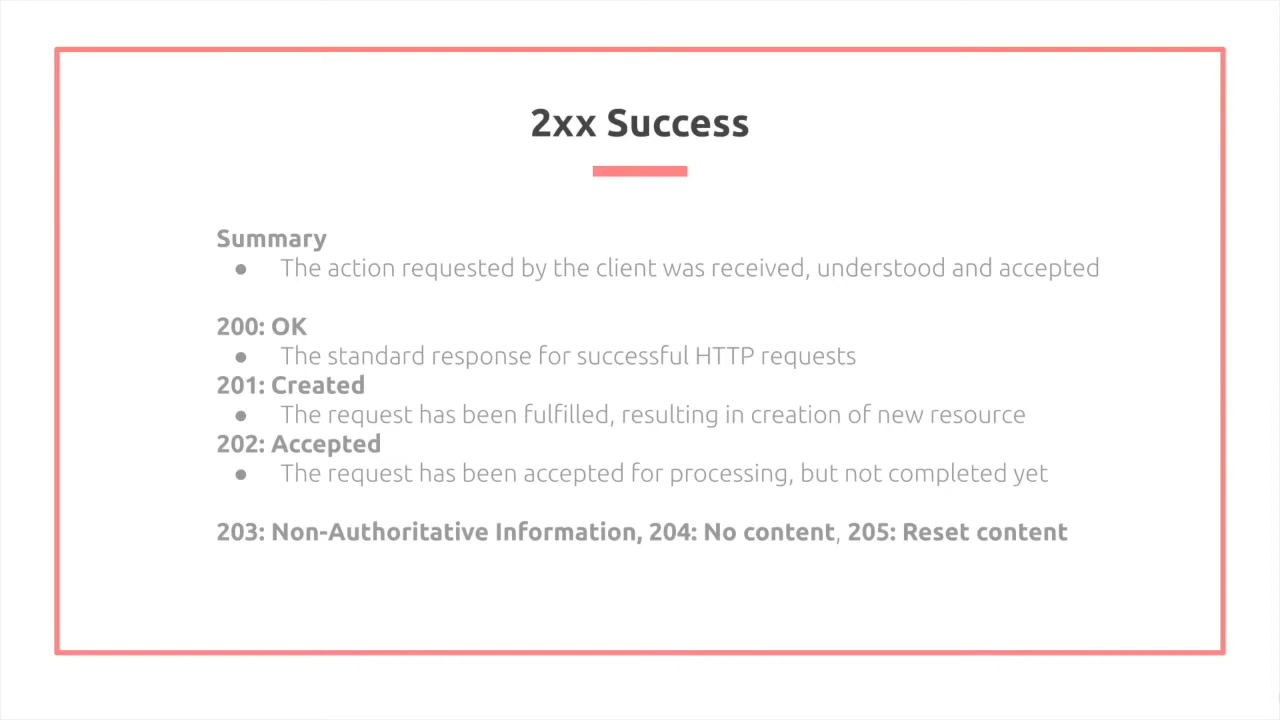 2xx Success
Summary
● The action requested by the client was received, understood and accepted
200: OK
● The standard response for successful HTTP requests
201: Created
● The request has been fulfilled, resulting in creation of new resource
202: Accepted
● The request has been accepted for processing, but not completed yet
203: Non-Authoritative Information, 204: No content, 205: Reset content